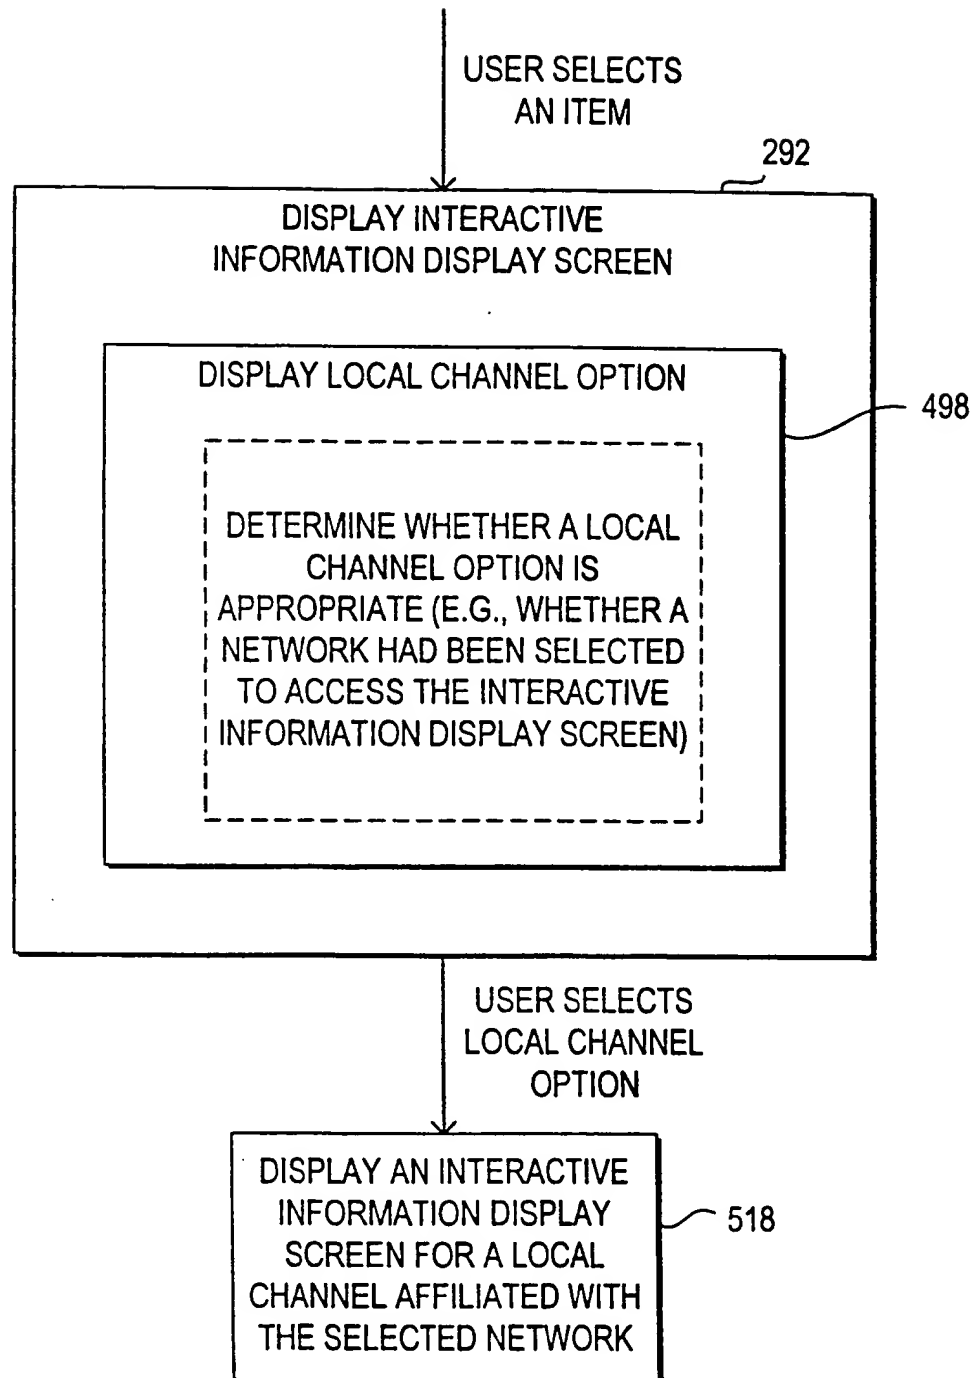 USER SELECTS
AN ITEM
292
DISPLAY INTERACTIVE
INFORMATION DISPLAY SCREEN
DISPLAY LOCAL CHANNEL OPTION
498
DETERMINE WHETHER A LOCAL
CHANNEL OPTION IS
APPROPRIATE (E.G., WHETHER A
NETWORK HAD BEEN SELECTED
TO ACCESS THE INTERACTIVE
INFORMATION DISPLAY SCREEN)
USER SELECTS
LOCAL CHANNEL
OPTION
DISPLAY AN INTERACTIVE
INFORMATION DISPLAY
SCREEN FOR A LOCAL
CHANNEL AFFILIATED WITH
THE SELECTED NETWORK
518